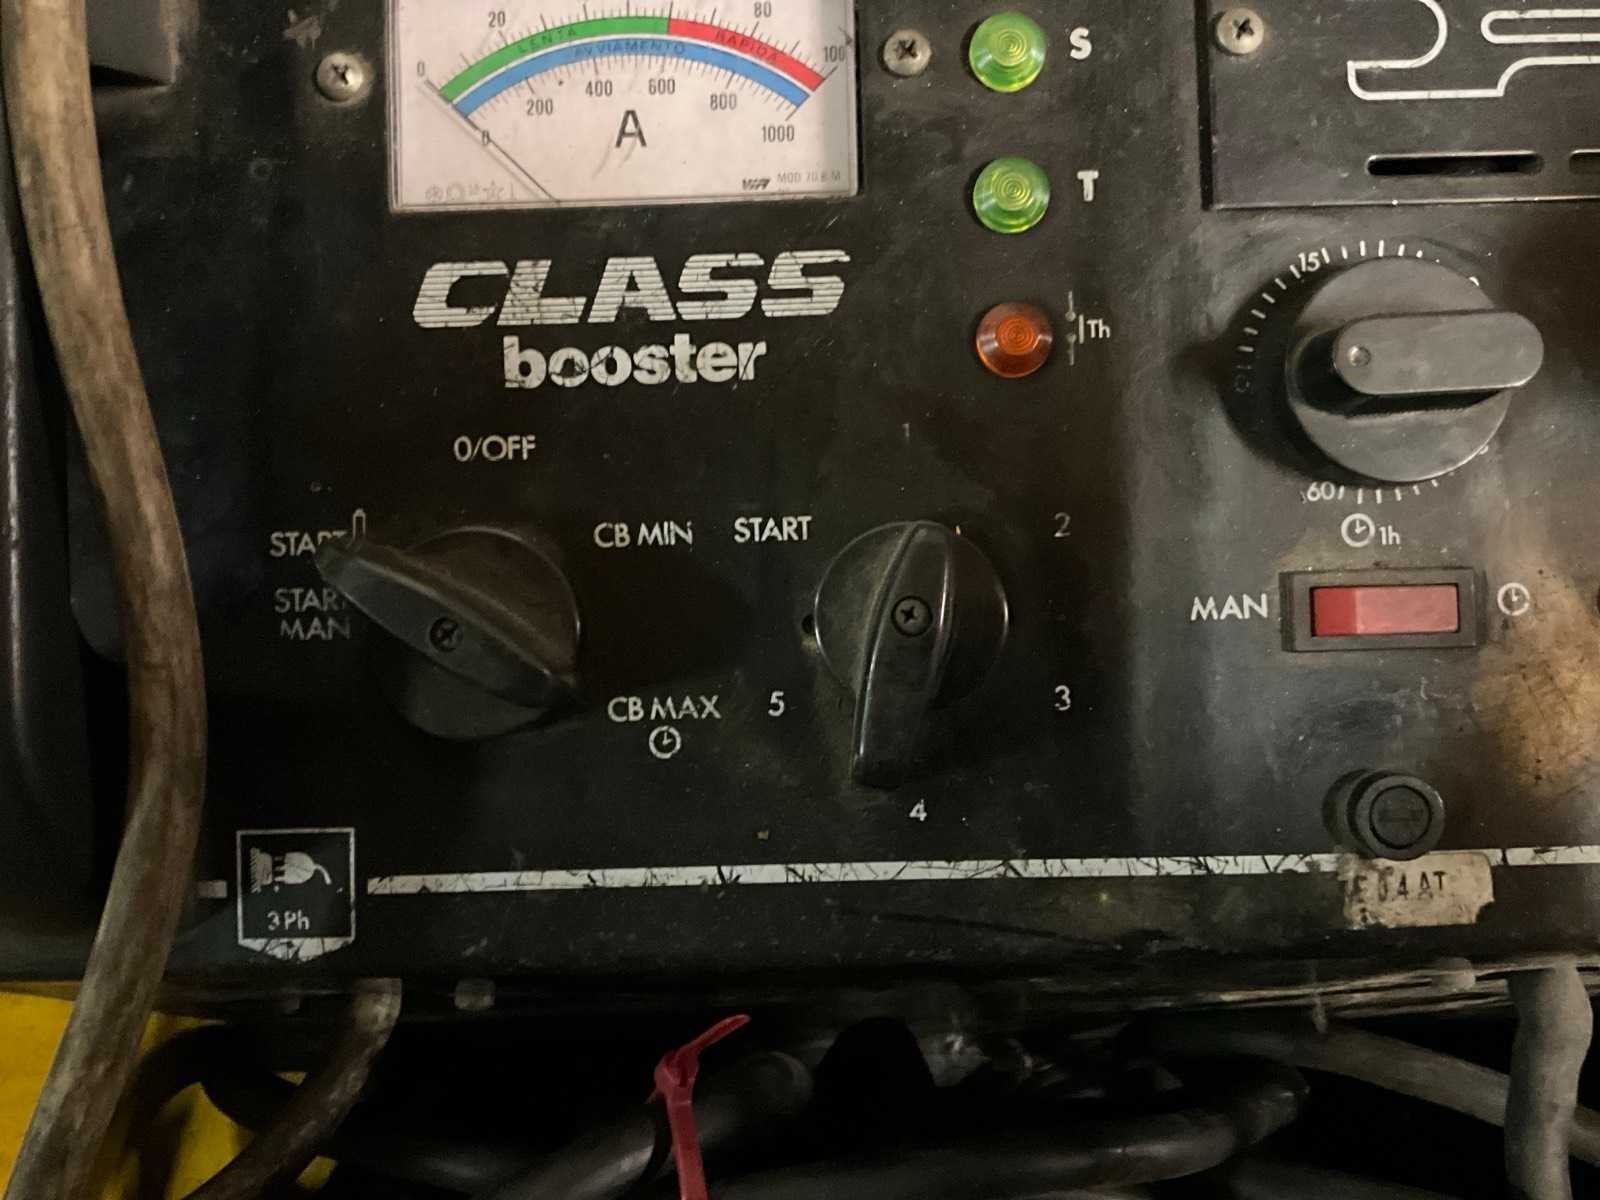 20
80
0
LENTA
RAPIDA
100
AVVIAMENTO
200
400
600
800
0
1000
A
MOD 70 B M
S
T
Th
CLASS
booster
15
60
1h
0/OFF
1
START
CB MIN
START
2
START
MAN
MAN
CB MAX
5
3
4
3Ph